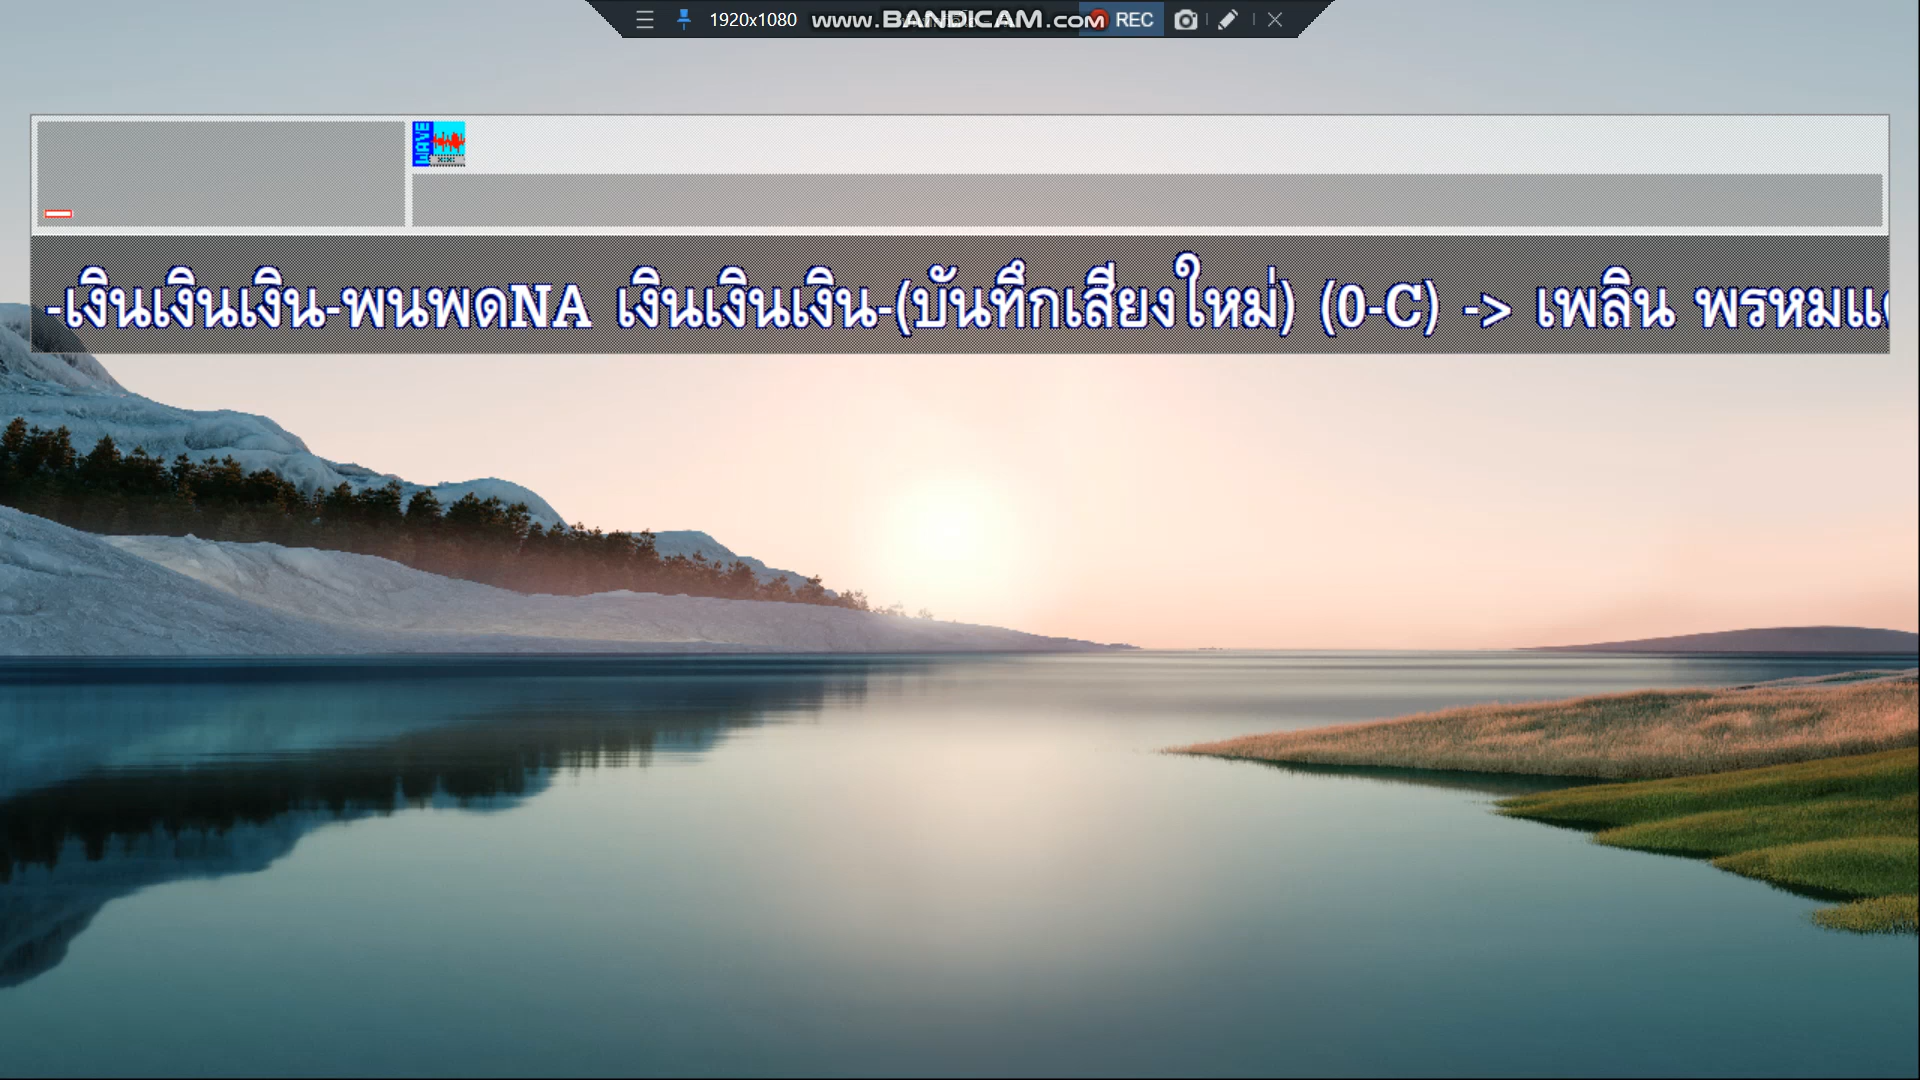 1920x1080 www.BANDICAM.com REC
WAVE
-เงินเงินเงิน-พนพดNA เงินเงินเงิน-(บันทึกเสียงใหม่) (0-C) -> เพลิน พรหมแ